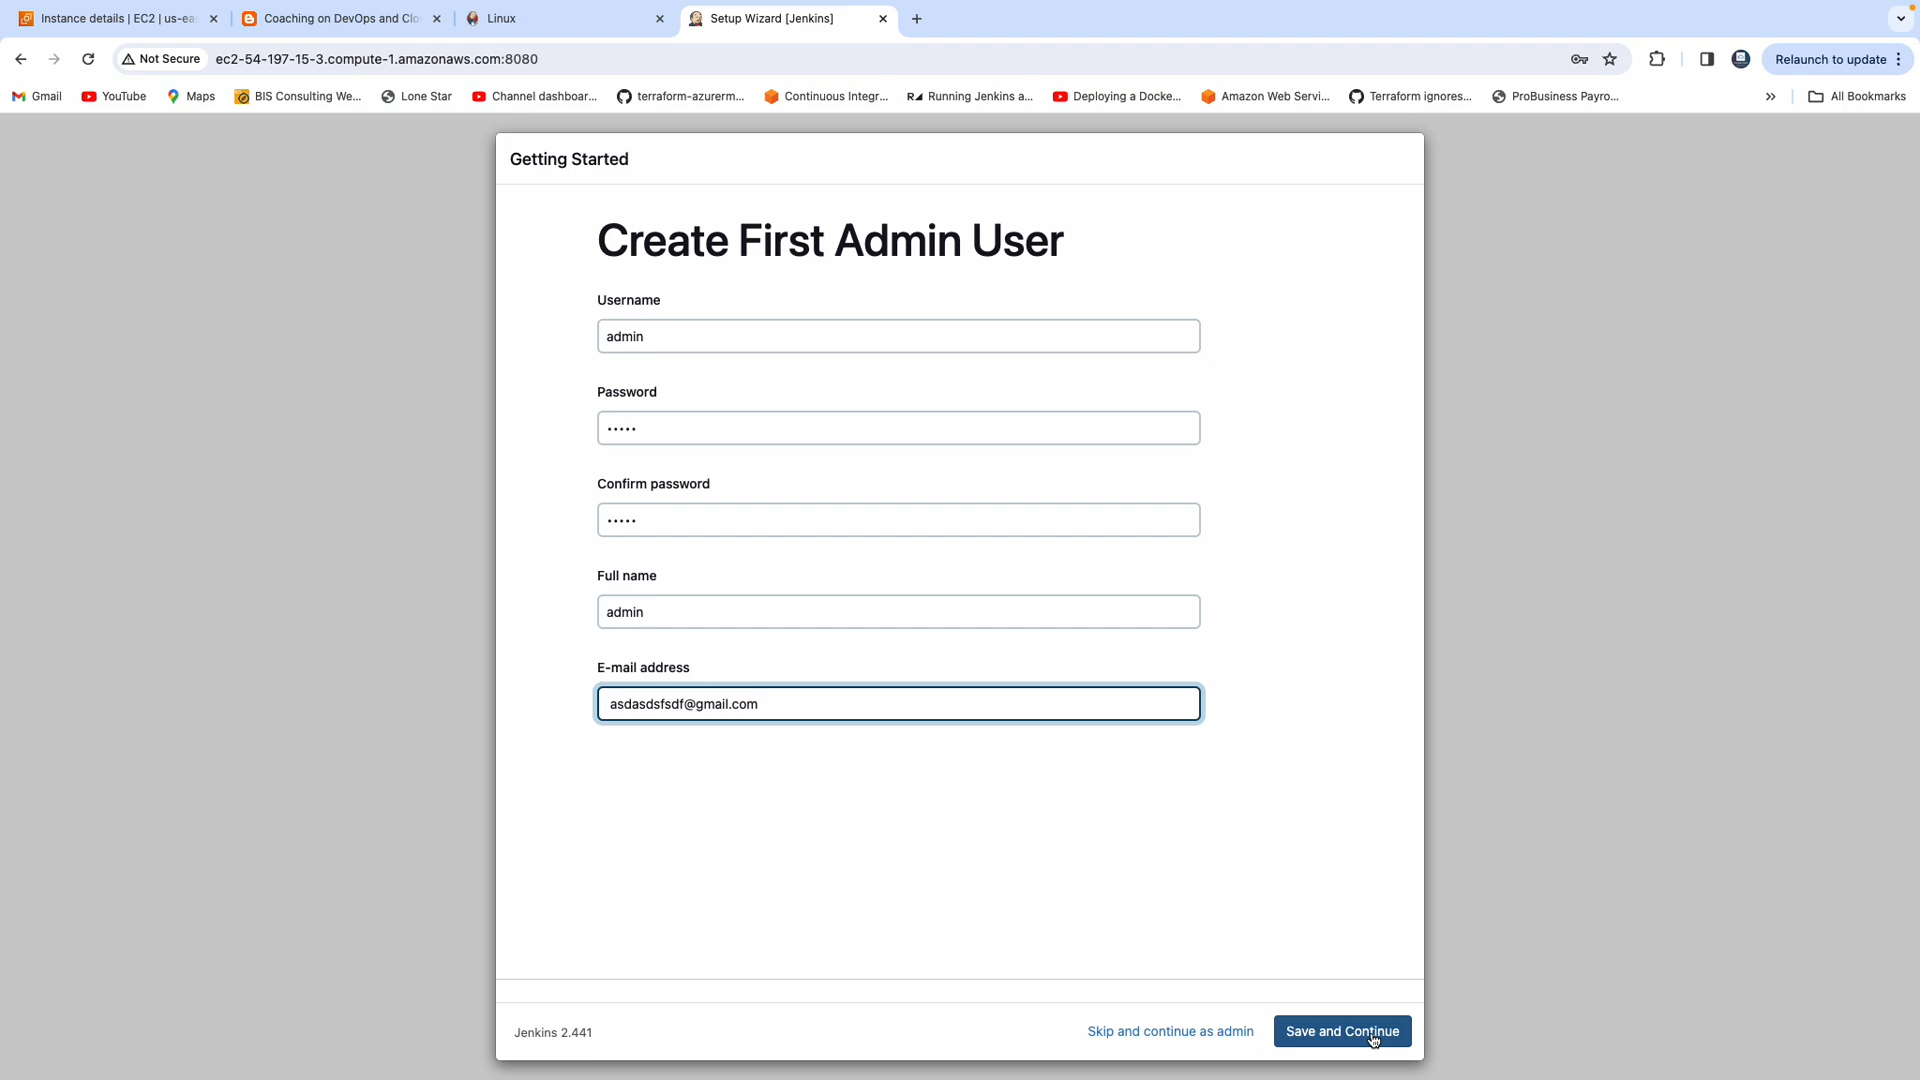 Instance details | EC2 | us-ea
Coaching on DevOps and Clo
Linux
Setup Wizard [Jenkins]
Not Secure
ec2-54-197-15-3.compute-1.amazonaws.com:8080
Relaunch to update
Gmail
YouTube
Maps
BIS Consulting We...
Lone Star
Channel dashboar...
terraform-azurerm...
Continuous Integr...
Running Jenkins a...
Deploying a Docke...
Amazon Web Servi...
Terraform ignores...
ProBusiness Payro...
»
All Bookmarks
Getting Started
Create First Admin User
Username
admin
Password
•••••
Confirm password
•••••
Full name
admin
E-mail address
asdasdsfsdf@gmail.com
Jenkins 2.441
Skip and continue as admin
Save and Continue